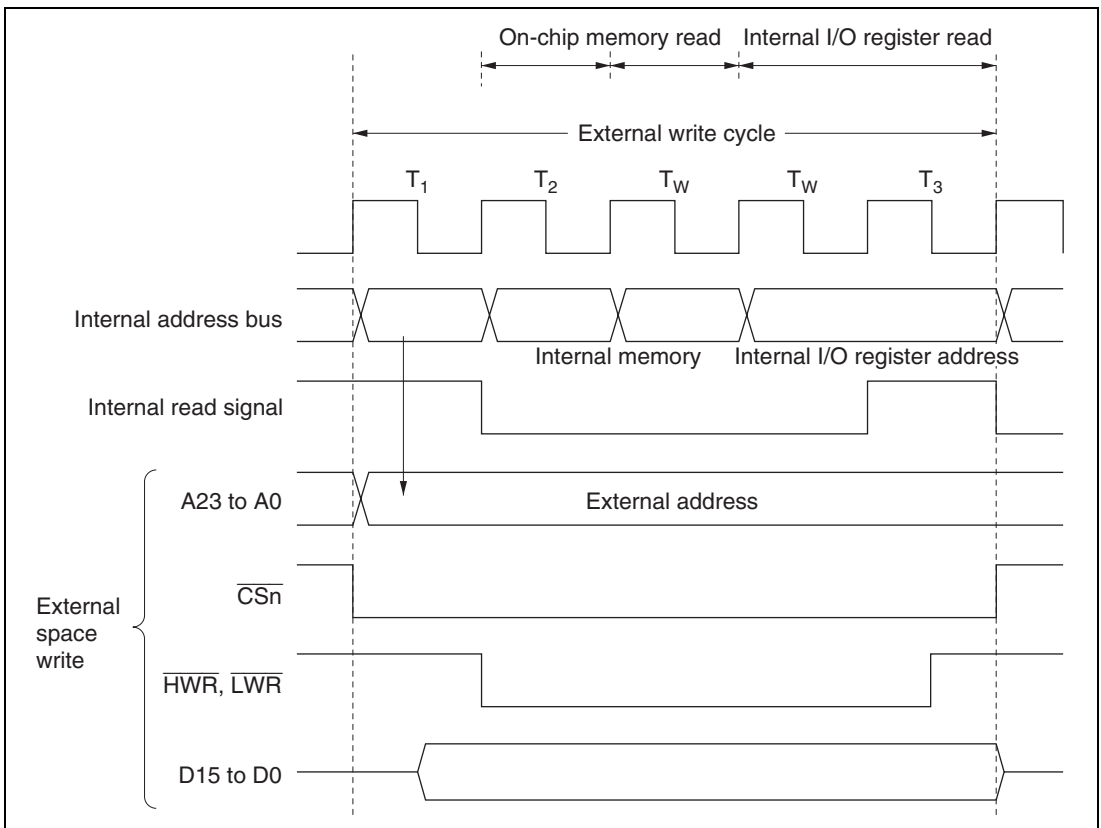 On-chip memory read Internal I/O register read
External write cycle
T1 T2 TW TW T3
Internal address bus
Internal memory Internal I/O register address
Internal read signal
A23 to A0 External address
CSn
External
space
write
HWR, LWR
D15 to D0